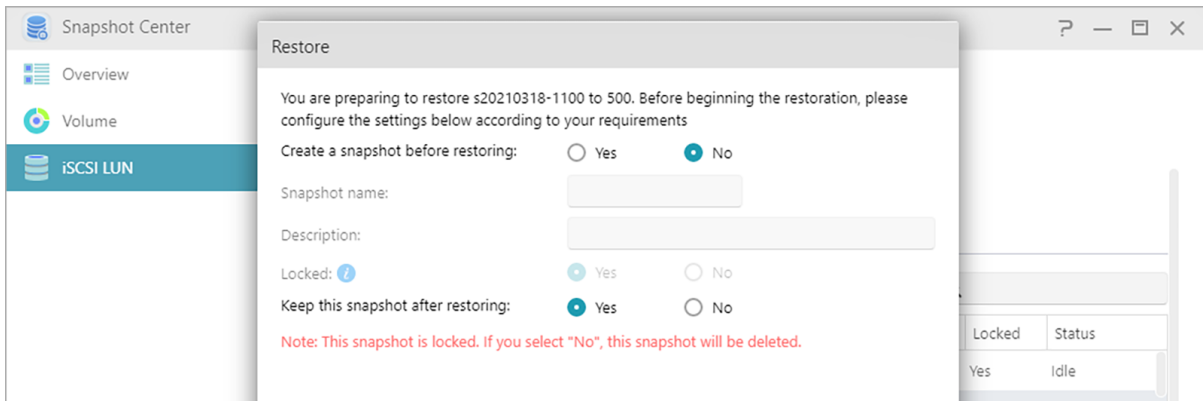 Snapshot Center
Overview
Volume
iSCSI LUN
Restore
You are preparing to restore s20210318-1100 to 500. Before beginning the restoration, please
configure the settings below according to your requirements
Create a snapshot before restoring: Yes No
Snapshot name:
Description:
Locked: i Yes No
Keep this snapshot after restoring: Yes No
Note: This snapshot is locked. If you select "No", this snapshot will be deleted.
Locked Status
Yes Idle